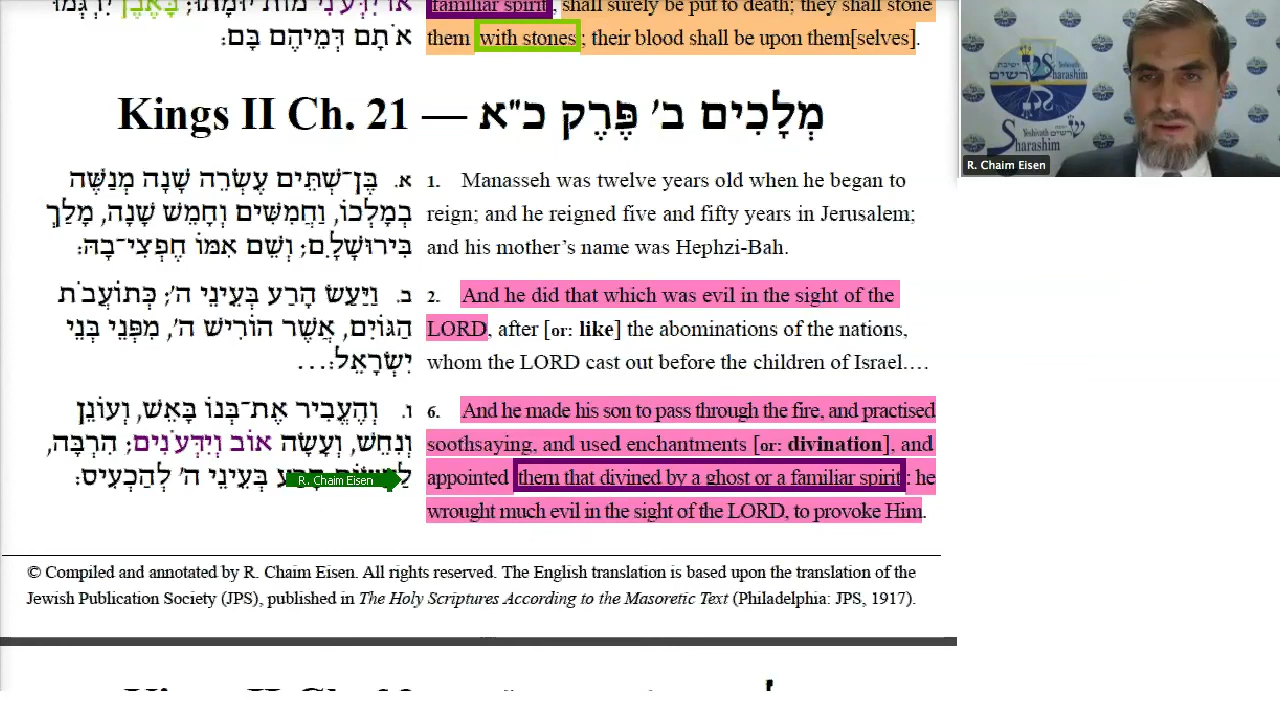 אוֹ יִדְּעֹנִי מוֹת יוּמָתוּ; בָּאֶבֶן יִרְגְּמוּ
אֹתָם דְּמֵיהֶם בָּם:
familiar spirit, shall surely be put to death; they shall stone
them with stones; their blood shall be upon them[selves].
Kings II Ch. 21 — מְלָכִים ב׳ פֶּרֶק כ״א
א. בֶּן־שְׁתֵּים עֶשְׂרֵה שָׁנָה מְנַשֶּׁה
בְמָלְכוֹ, וַחֲמִשִּׁים וְחָמֵשׁ שָׁנָה, מָלַךְ
בִּירוּשָׁלִָם; וְשֵׁם אִמּוֹ חֶפְצִי־בָהּ:
1. Manasseh was twelve years old when he began to
reign; and he reigned five and fifty years in Jerusalem;
and his mother’s name was Hephzi-Bah.
ב. וַיַּעַשׂ הָרַע בְּעֵינֵי ה׳; כְּתוֹעֲבֹת
הַגּוֹיִם, אֲשֶׁר הוֹרִישׁ ה׳, מִפְּנֵי בְּנֵי
יִשְׂרָאֵל:...
2. And he did that which was evil in the sight of the
LORD, after [or: like] the abominations of the nations,
whom the LORD cast out before the children of Israel....
ו. וְהֶעֱבִיר אֶת־בְּנוֹ בָּאֵשׁ, וְעוֹנֵן
וְנִחֵשׁ, וְעָשָׂה אוֹב וְיִדְּעֹנִים; הִרְבָּה,
הָרַע בְּעֵינֵי ה׳ לְהַכְעִיס:
R. Chaim Eisen
6. And he made his son to pass through the fire, and practised
soothsaying, and used enchantments [or: divination], and
appointed them that divined by a ghost or a familiar spirit: he
wrought much evil in the sight of the LORD, to provoke Him.
© Compiled and annotated by R. Chaim Eisen. All rights reserved. The English translation is based upon the translation of the
Jewish Publication Society (JPS), published in The Holy Scriptures According to the Masoretic Text (Philadelphia: JPS, 1917).
ישיבת
שרשים
Sharashim
Yeshivath שרשים
Sharashim
R. Chaim Eisen